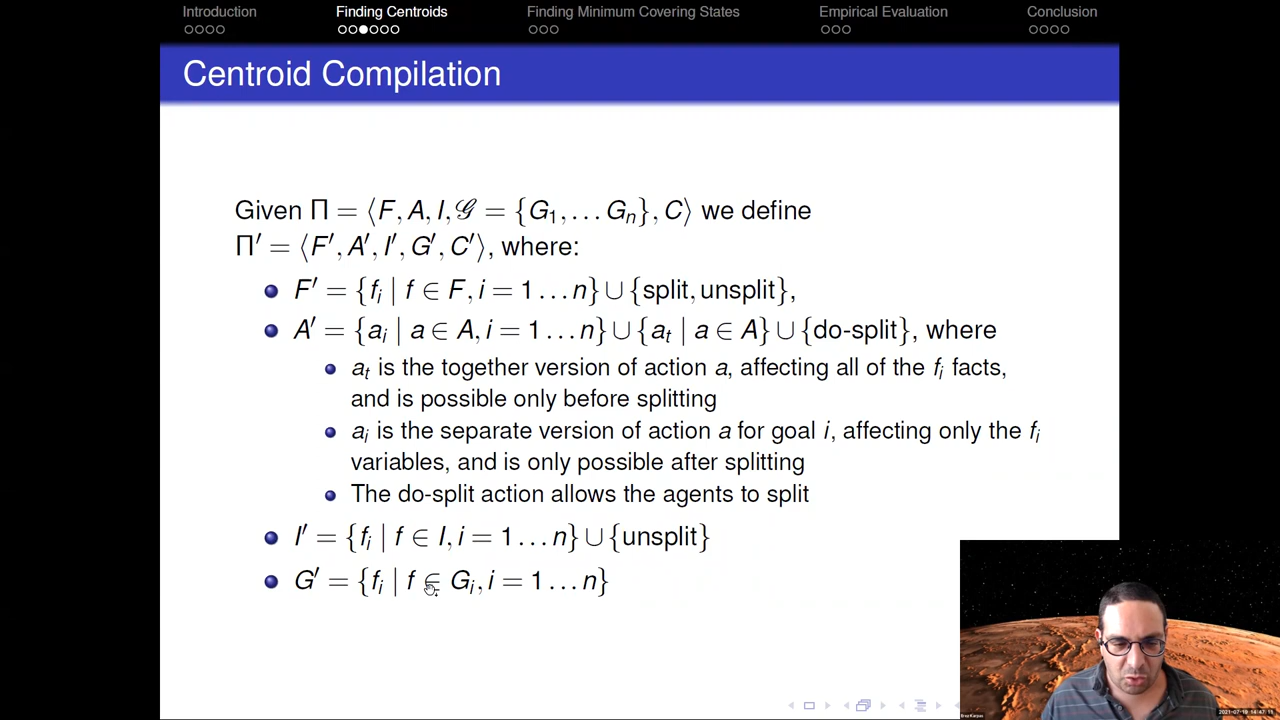 Introduction Finding Centroids Finding Minimum Covering States Empirical Evaluation Conclusion
Centroid Compilation
Given Π = ⟨F, A, I, 𝒢 = {G₁, … Gₙ}, C⟩ we define
Π′ = ⟨F′, A′, I′, G′, C′⟩, where:
F′ = {fᵢ | f ∈ F, i = 1 … n} ∪ {split, unsplit},
A′ = {aᵢ | a ∈ A, i = 1 … n} ∪ {aₜ | a ∈ A} ∪ {do-split}, where
aₜ is the together version of action a, affecting all of the fᵢ facts,
and is possible only before splitting
aᵢ is the separate version of action a for goal i, affecting only the fᵢ
variables, and is only possible after splitting
The do-split action allows the agents to split
I′ = {fᵢ | f ∈ I, i = 1 … n} ∪ {unsplit}
G′ = {fᵢ | f ∈ Gᵢ, i = 1 … n}